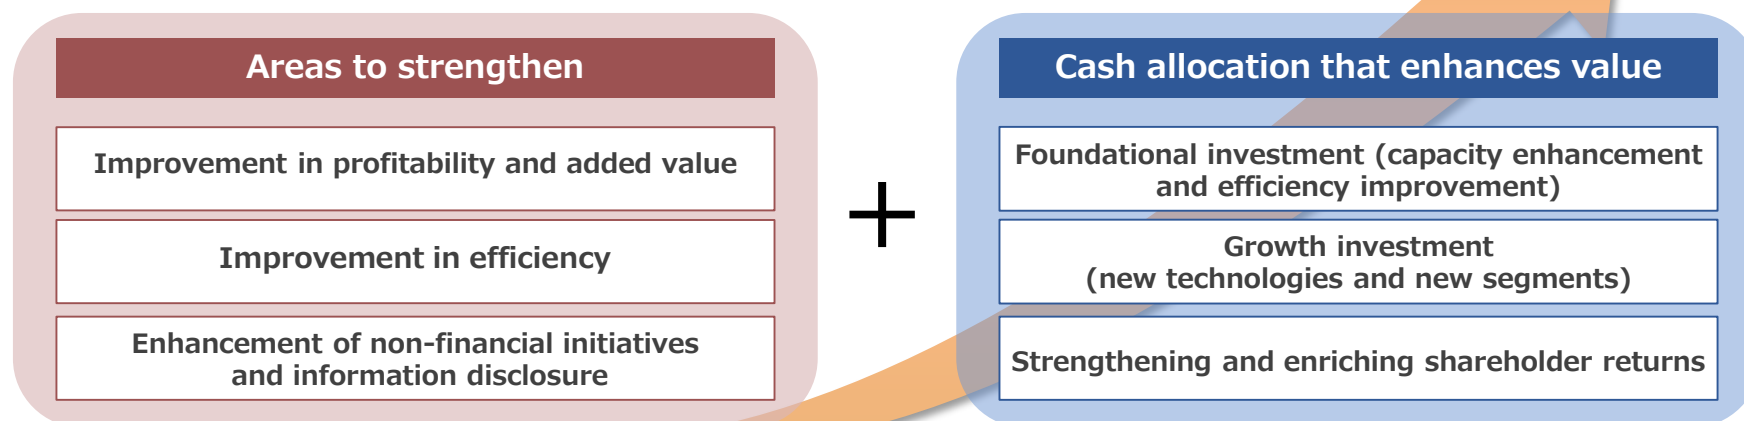 Areas to strengthen
Improvement in profitability and added value
Improvement in efficiency
Enhancement of non-financial initiatives
and information disclosure
+
Cash allocation that enhances value
Foundational investment (capacity enhancement
and efficiency improvement)
Growth investment
(new technologies and new segments)
Strengthening and enriching shareholder returns